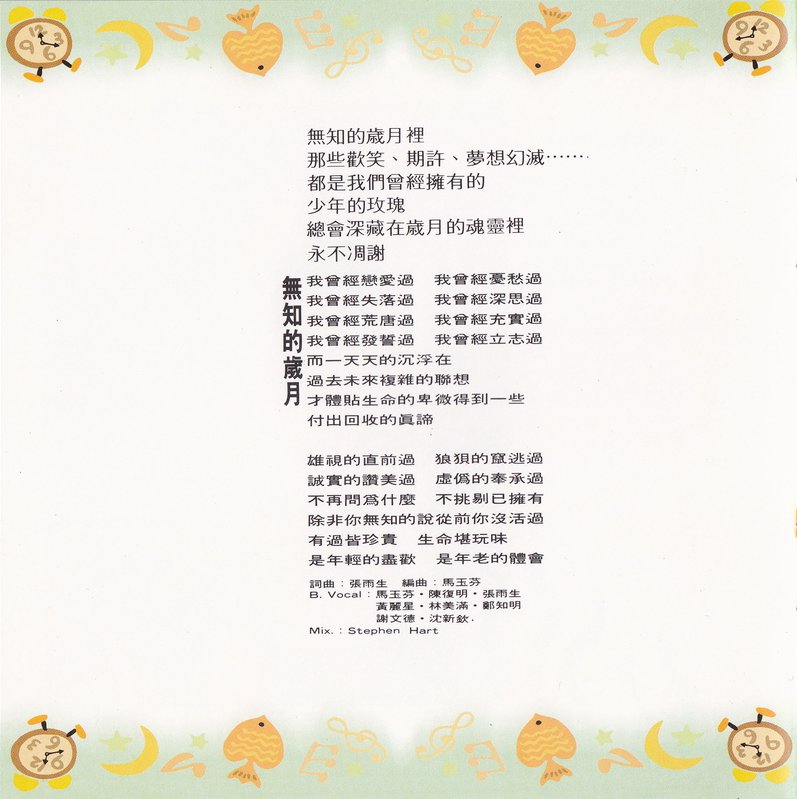 無知的歲月裡
那些歡笑、期許、夢想幻滅……
都是我們曾經擁有的
少年的玫瑰
總會深藏在歲月的魂靈裡
永不凋謝
無知的歲月
我曾經戀愛過 我曾經憂愁過
我曾經失落過 我曾經深思過
我曾經荒唐過 我曾經充實過
我曾經發誓過 我曾經立志過
而一天天的沉浮在
過去未來複雜的聯想
才體貼生命的卑微得到一些
付出回收的眞諦
雄視的直前過 狼狽的竄逃過
誠實的讚美過 虛僞的奉承過
不再問爲什麼 不挑剔已擁有
除非你無知的說從前你沒活過
有過皆珍貴 生命堪玩味
是年輕的盡歡 是年老的體會
詞曲：張雨生 編曲：馬玉芬
B. Vocal：馬玉芬・陳復明・張雨生
黃麗星・林美滿・鄭知明
謝文德・沈新欽.
Mix.：Stephen Hart